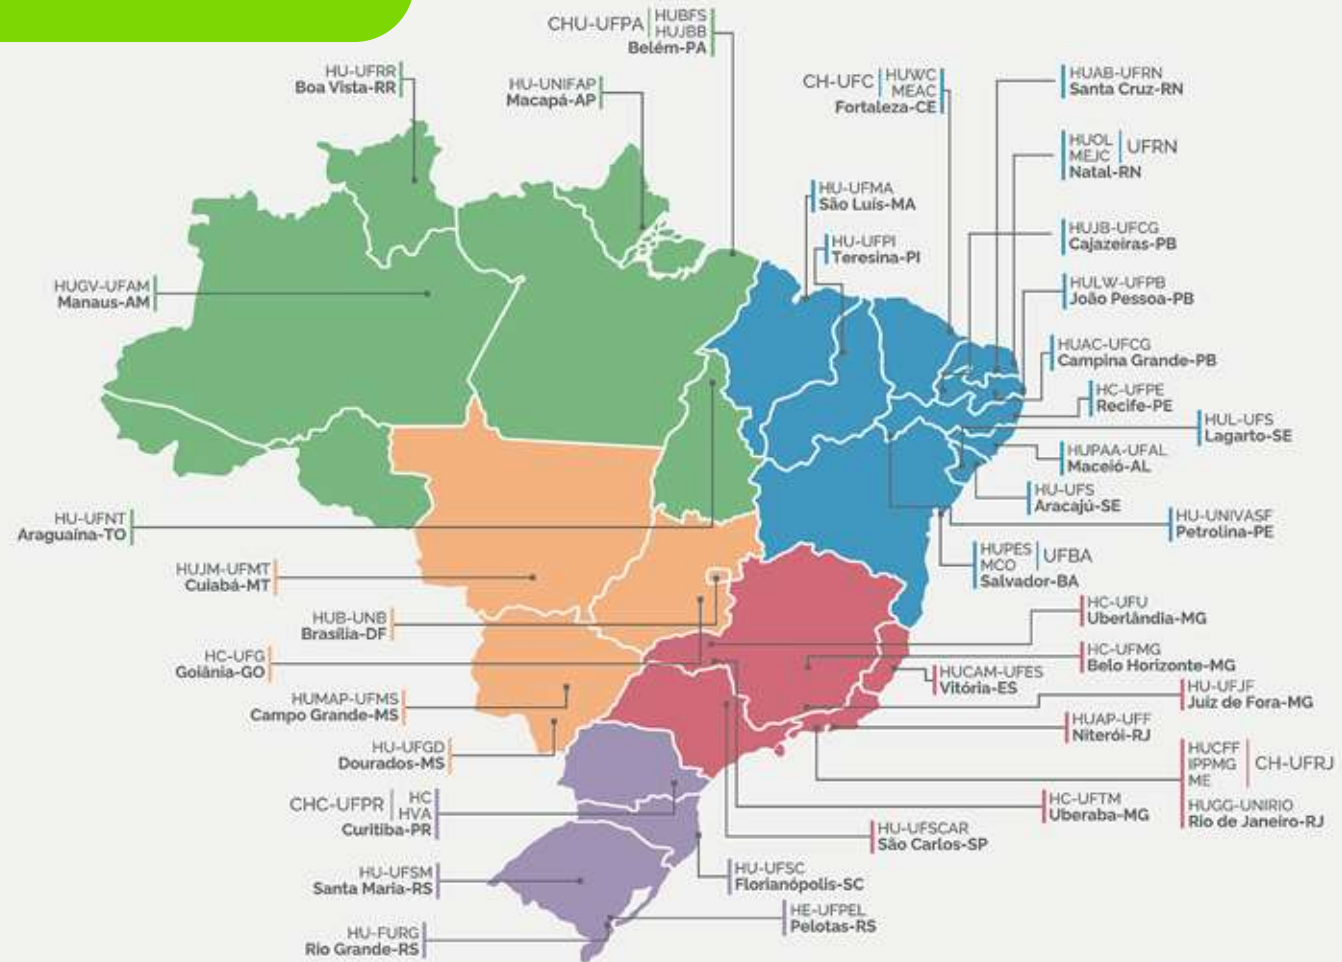 CHU-UFPA
HUBFS
HUJBB
Belém-PA
HU-UFRR
Boa Vista-RR
HU-UNIFAP
Macapá-AP
CH-UFC
HUWC
MEAC
Fortaleza-CE
HUAB-UFRN
Santa Cruz-RN
HUOL
MEJC
UFRN
Natal-RN
HU-UFMA
São Luís-MA
HU-UFPI
Teresina-PI
HUJB-UFCG
Cajazeiras-PB
HUGV-UFAM
Manaus-AM
HULW-UFPB
João Pessoa-PB
HUAC-UFCG
Campina Grande-PB
HC-UFPE
Recife-PE
HUL-UFS
Lagarto-SE
HUPAA-UFAL
Maceió-AL
HU-UFS
Aracajú-SE
HU-UNIVASF
Petrolina-PE
HU-UFNT
Araguaína-TO
HUPES
MCO
UFBA
Salvador-BA
HUJM-UFMT
Cuiabá-MT
HUB-UNB
Brasília-DF
HC-UFU
Uberlândia-MG
HC-UFG
Goiânia-GO
HC-UFMG
Belo Horizonte-MG
HUCAM-UFES
Vitória-ES
HU-UFJF
Juiz de Fora-MG
HUMAP-UFMS
Campo Grande-MS
HUAP-UFF
Niterói-RJ
HU-UFGD
Dourados-MS
HUCFF
IPPMG
ME
CH-UFRJ
HUGG-UNIRIO
Rio de Janeiro-RJ
CHC-UFPR
HC
HVA
Curitiba-PR
HC-UFTM
Uberaba-MG
HU-UFSCAR
São Carlos-SP
HU-UFSM
Santa Maria-RS
HU-UFSC
Florianópolis-SC
HE-UFPEL
Pelotas-RS
HU-FURG
Rio Grande-RS